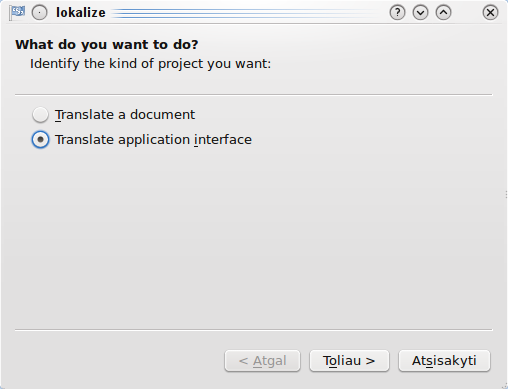 lokalize
What do you want to do?
Identify the kind of project you want:
Translate a document
Translate application interface
< Atgal
Toliau >
Atsisakyti